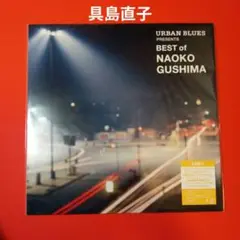 具島直子
URBAN BLUES
PRESENTS
BEST of
NAOKO
GUSHIMA